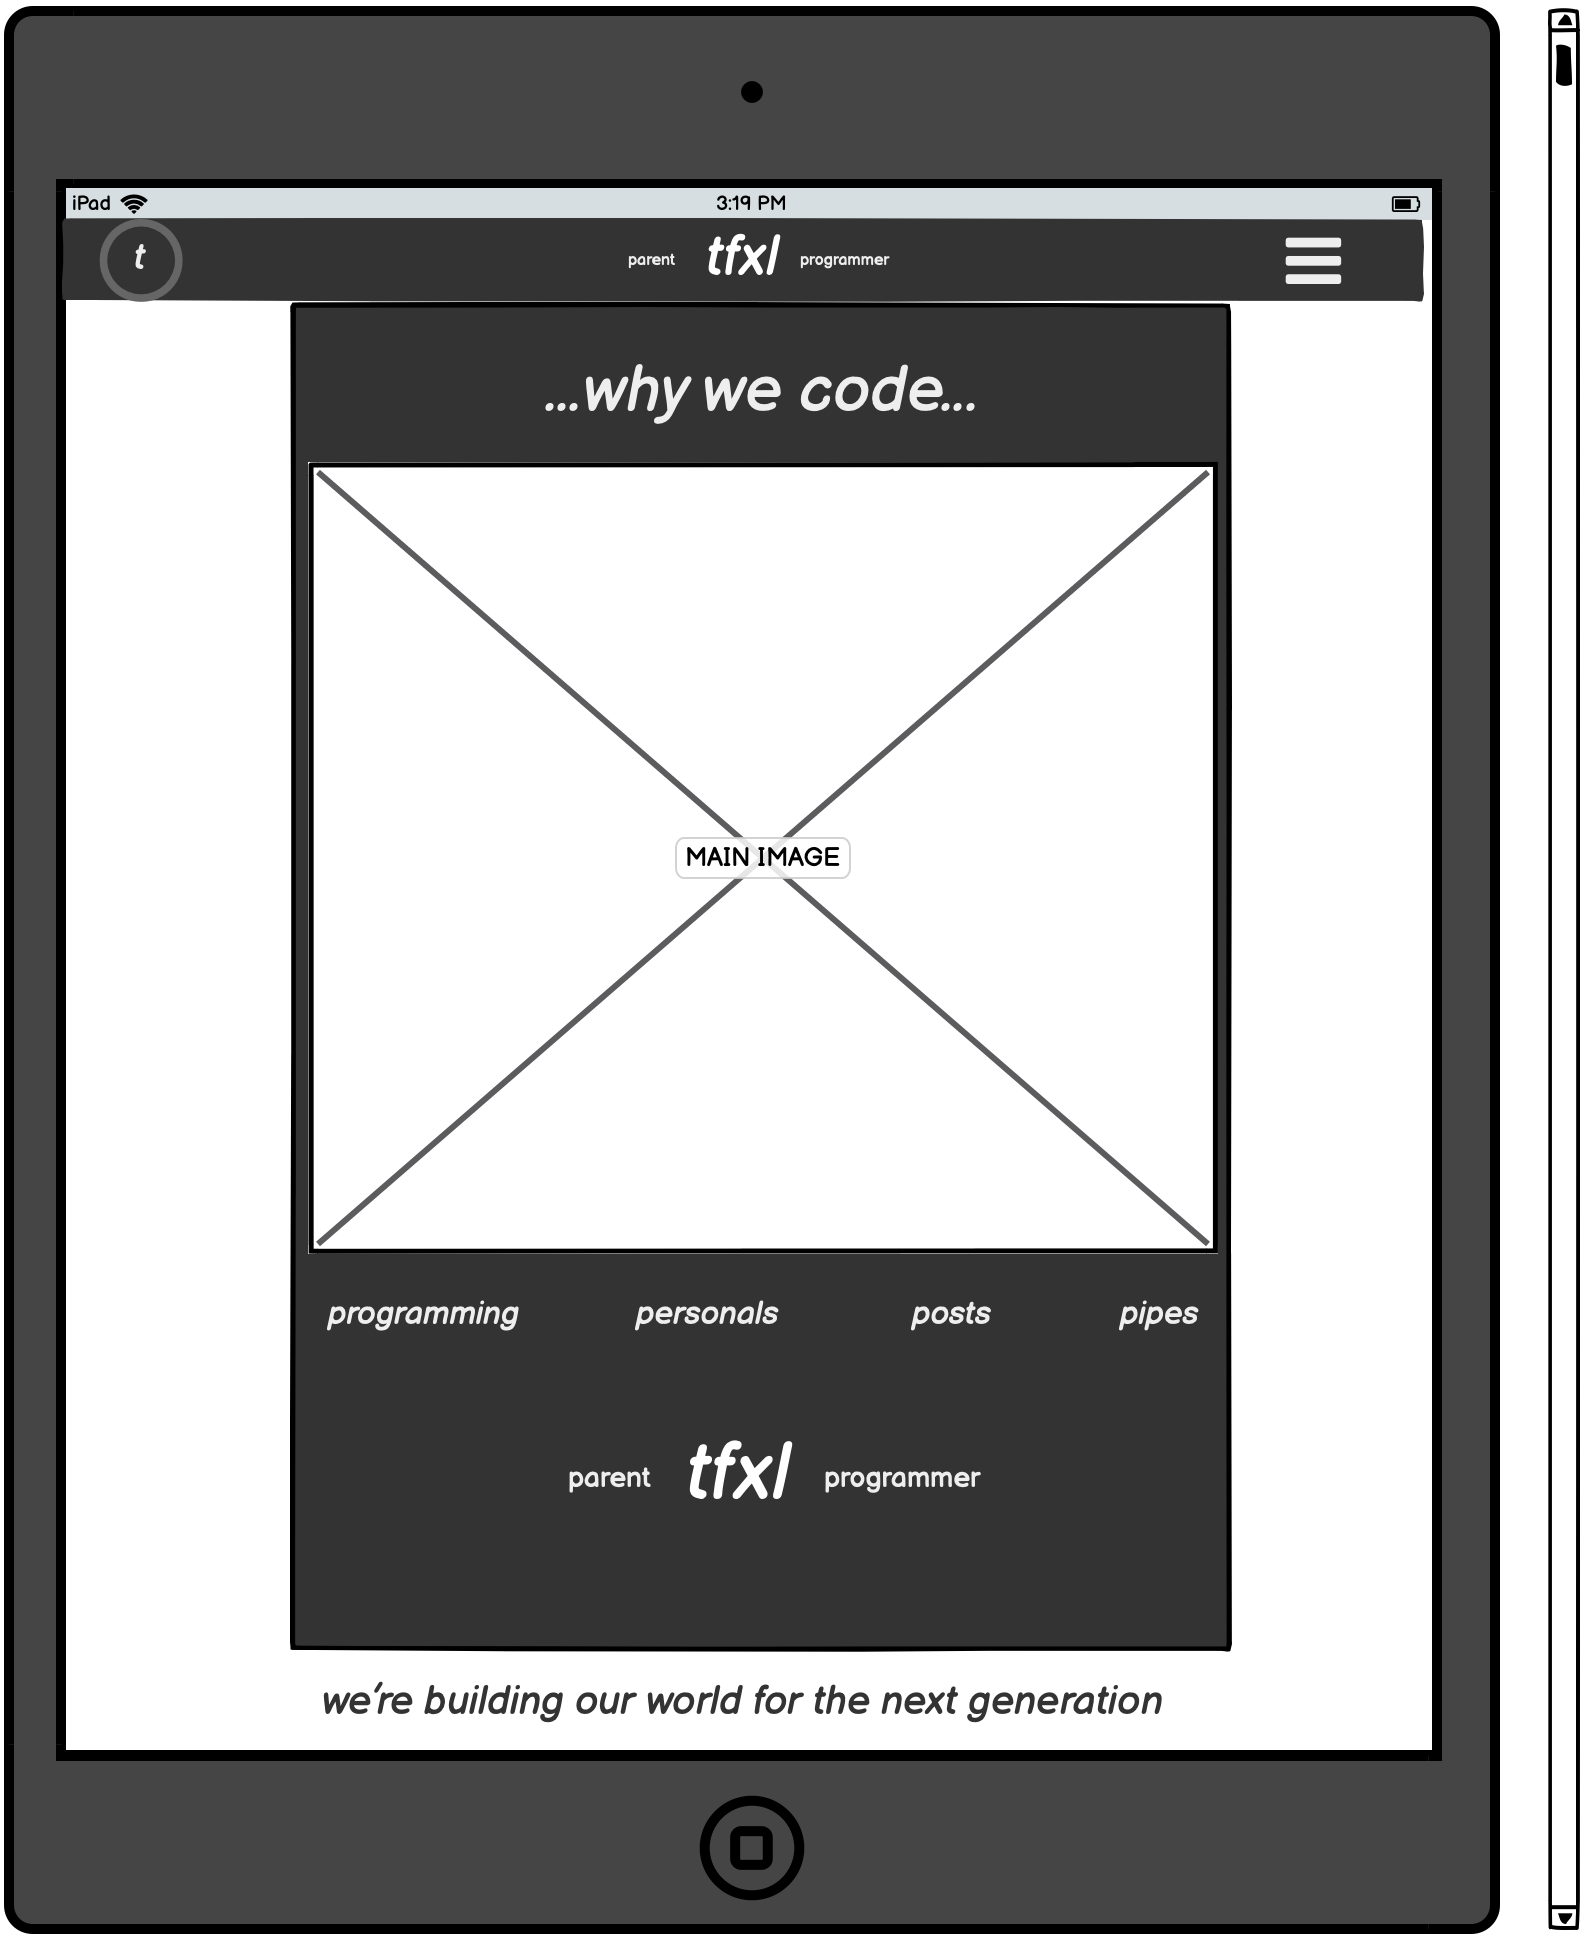 iPad 3:19 PM
t parent tfxl programmer
...why we code...
MAIN IMAGE
programming personals posts pipes
parent tfxl programmer
we're building our world for the next generation